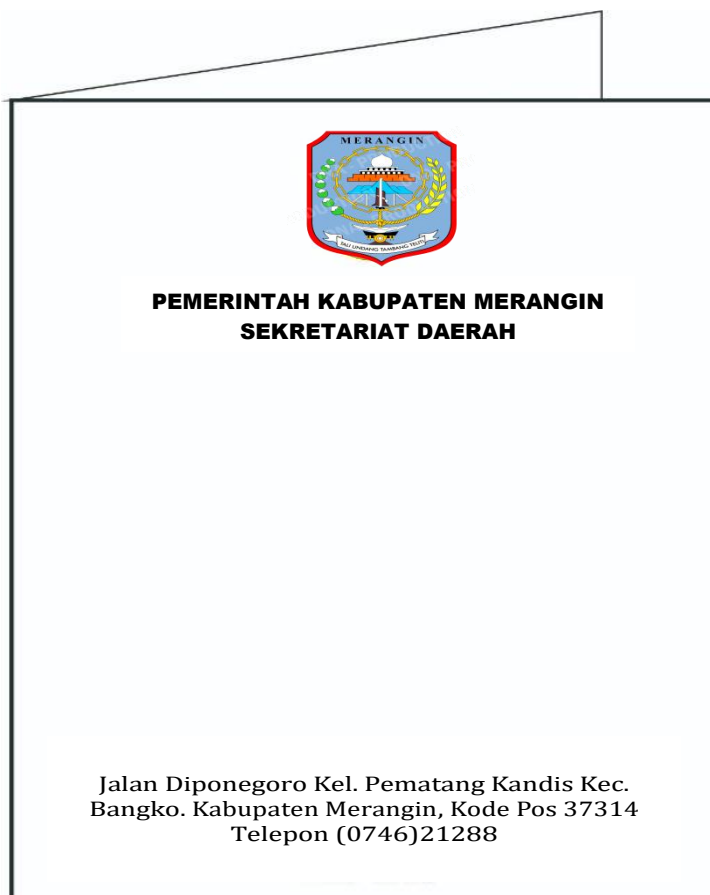 MERANGIN
TALI UNDANG TAMBANG TELITI
PEMERINTAH KABUPATEN MERANGIN
SEKRETARIAT DAERAH
Jalan Diponegoro Kel. Pematang Kandis Kec.
Bangko. Kabupaten Merangin, Kode Pos 37314
Telepon (0746)21288